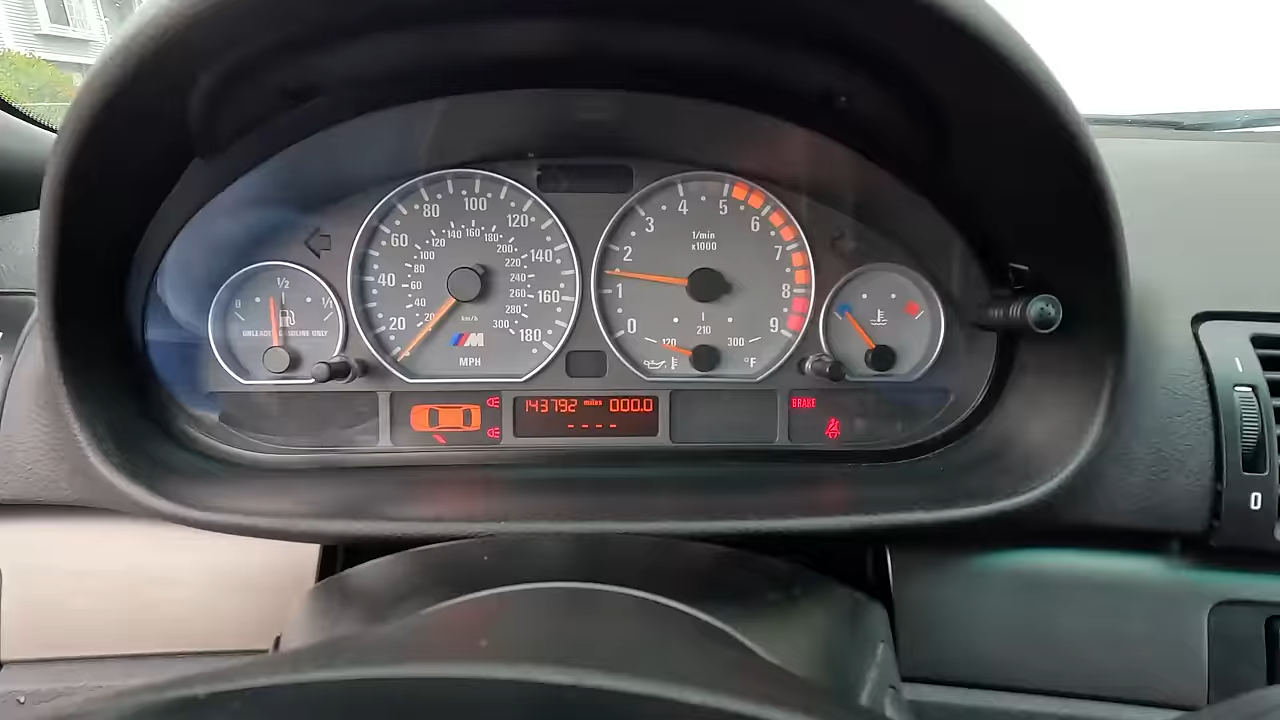 0 1/2 1/1
UNLEADED GASOLINE ONLY
20 40 60 80 100 120 140 160 180
20 40 60 80 100 120 140 160 180 200 220 240 260 280 300
km/h
M
MPH
0 1 2 3 4 5 6 7 8 9
1/min
x1000
120 210 300
°F
143792 miles 000.0
----
BRAKE
0